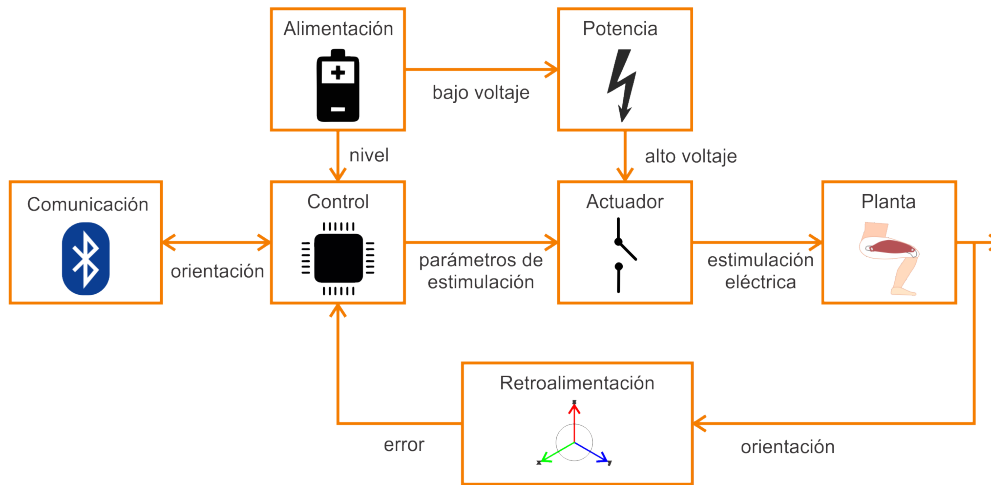 Alimentación
Potencia
bajo voltaje
nivel
alto voltaje
Comunicación
Control
Actuador
Planta
orientación
parámetros de
estimulación
estimulación
eléctrica
Retroalimentación
error
orientación